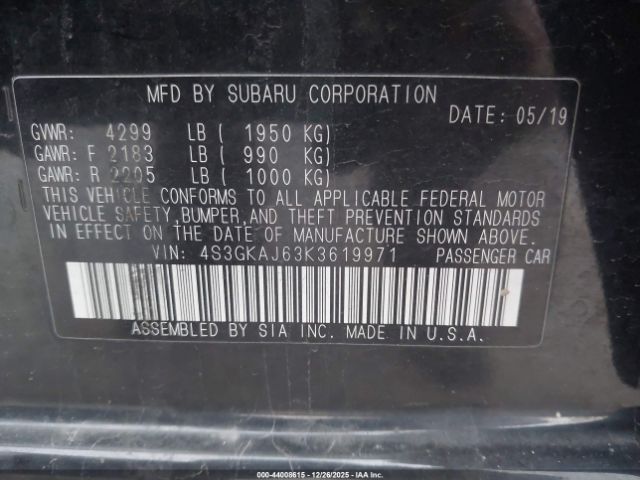 MFD BY SUBARU CORPORATION
DATE: 05/19
GVWR: 4299 LB ( 1950 KG)
GAWR: F 2183 LB ( 990 KG)
GAWR: R 2205 LB ( 1000 KG)
THIS VEHICLE CONFORMS TO ALL APPLICABLE FEDERAL MOTOR
VEHICLE SAFETY,BUMPER,AND THEFT PREVENTION STANDARDS
IN EFFECT ON THE DATE OF MANUFACTURE SHOWN ABOVE.
VIN: 4S3GKAJ63K3619971 PASSENGER CAR
ASSEMBLED BY SIA INC. MADE IN U.S.A.
000-44008615 - 12/26/2025 - IAAI, Inc.